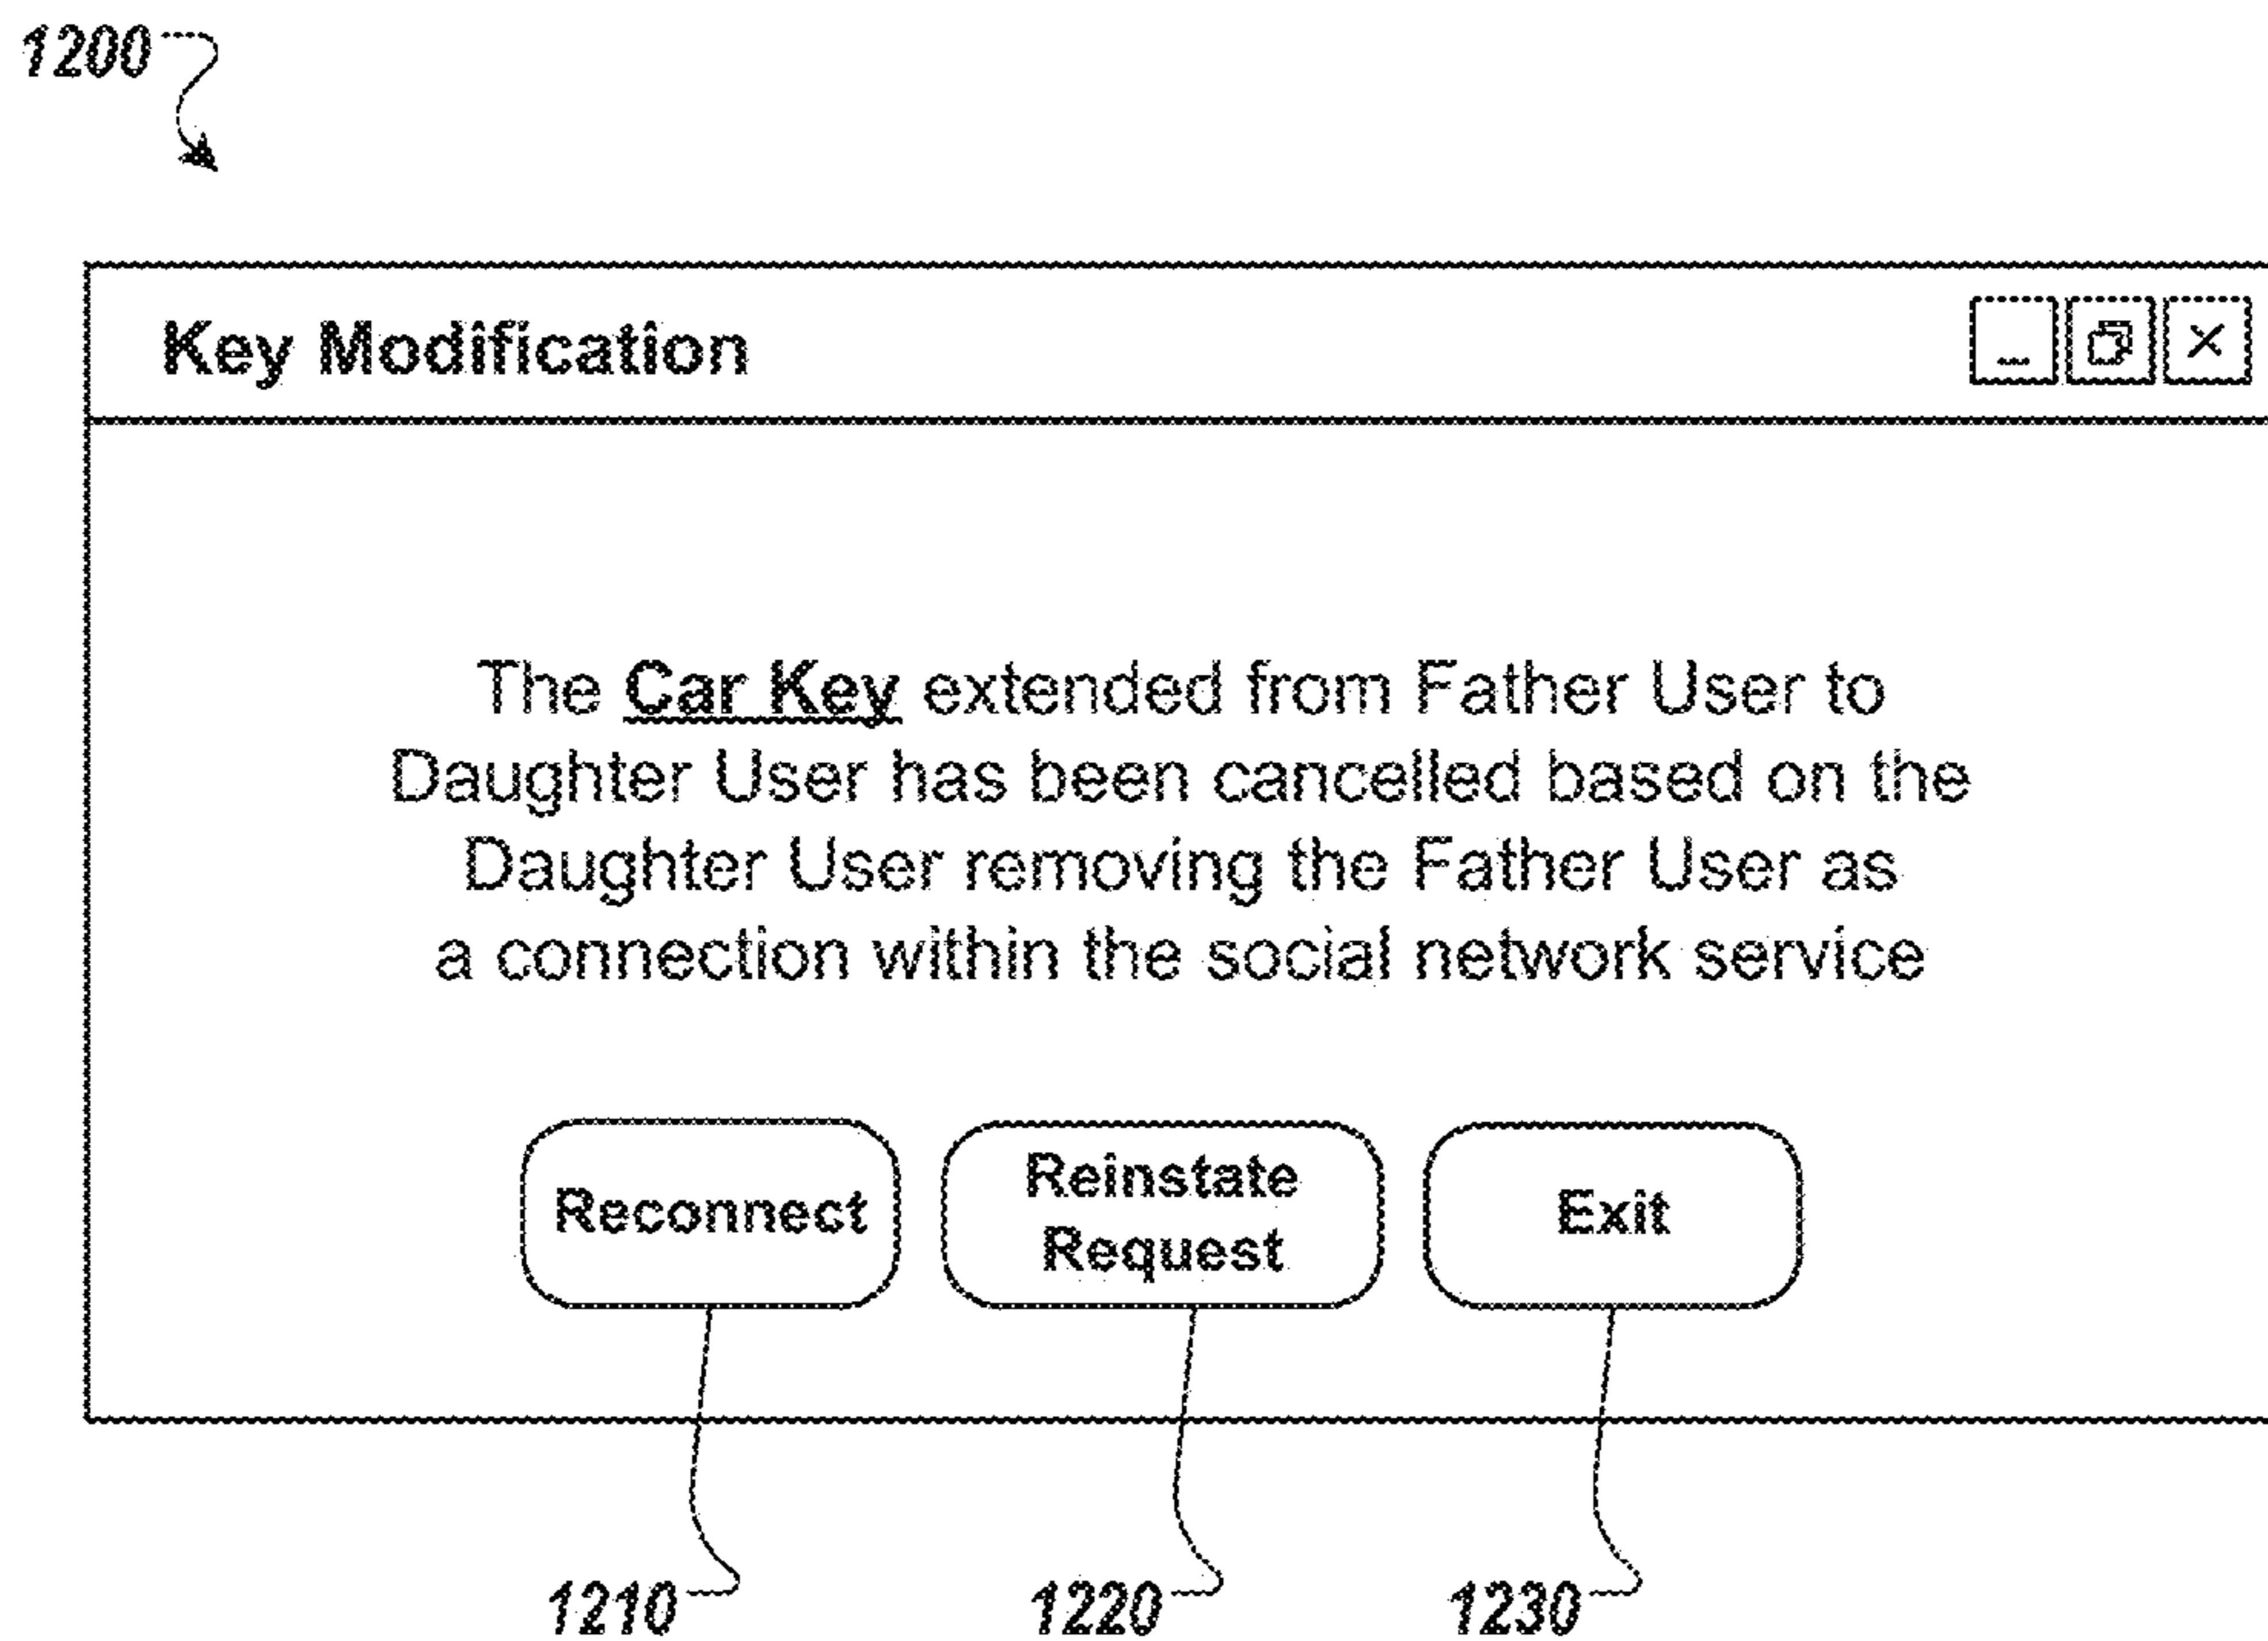 1200
Key Modification
The Car Key extended from Father User to
Daughter User has been cancelled based on the
Daughter User removing the Father User as
a connection within the social network service
Reconnect
Reinstate
Request
Exit
1210
1220
1230